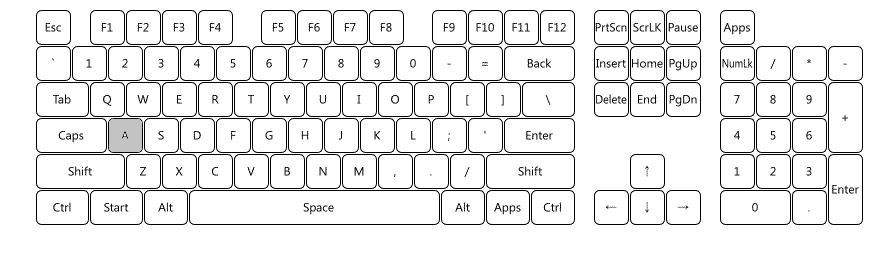 Esc F1 F2 F3 F4 F5 F6 F7 F8 F9 F10 F11 F12 PrtScn ScrLK Pause Apps
` 1 2 3 4 5 6 7 8 9 0 - = Back Insert Home PgUp NumLk / * -
Tab Q W E R T Y U I O P [ ] \ Delete End PgDn 7 8 9 +
Caps A S D F G H J K L ; ' Enter 4 5 6
Shift Z X C V B N M , . / Shift ↑ 1 2 3 Enter
Ctrl Start Alt Space Alt Apps Ctrl ← ↓ → 0 .